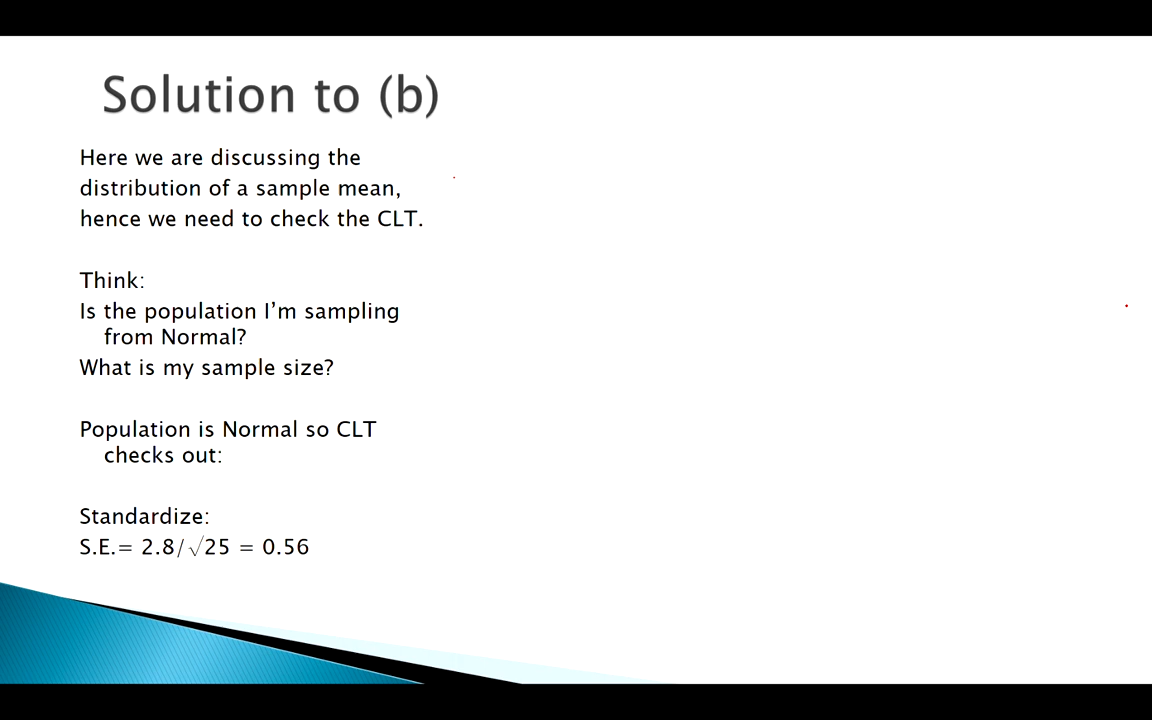 Solution to (b)
Here we are discussing the
distribution of a sample mean,
hence we need to check the CLT.
Think:
Is the population I’m sampling
from Normal?
What is my sample size?
Population is Normal so CLT
checks out:
Standardize:
S.E.= 2.8/√25 = 0.56